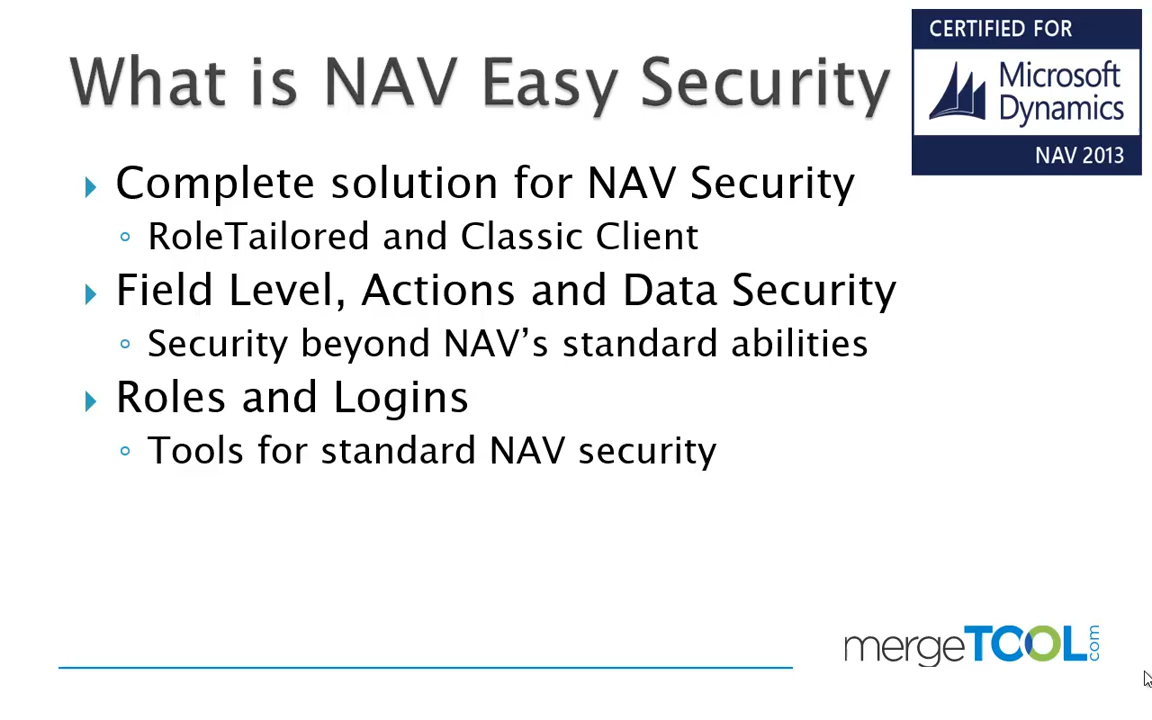 What is NAV Easy Security
CERTIFIED FOR
Microsoft
Dynamics
NAV 2013
Complete solution for NAV Security
RoleTailored and Classic Client
Field Level, Actions and Data Security
Security beyond NAV’s standard abilities
Roles and Logins
Tools for standard NAV security
mergeTOOL.com